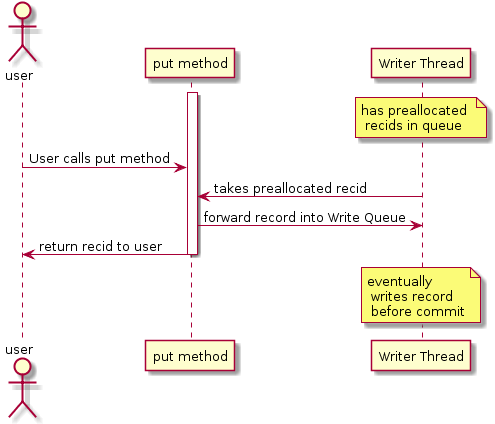 user
put method
Writer Thread
has preallocated
recids in queue
User calls put method
takes preallocated recid
forward record into Write Queue
return recid to user
eventually
writes record
before commit
user
put method
Writer Thread